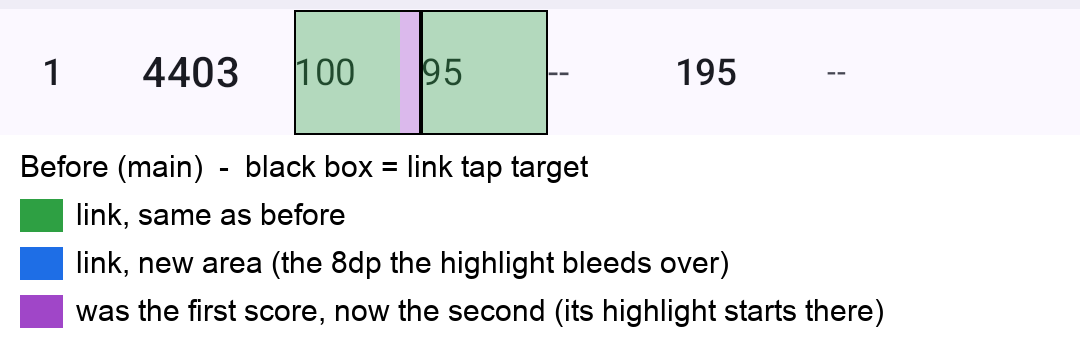 1 4403 100 95 -- 195 --
Before (main) - black box = link tap target
link, same as before
link, new area (the 8dp the highlight bleeds over)
was the first score, now the second (its highlight starts there)